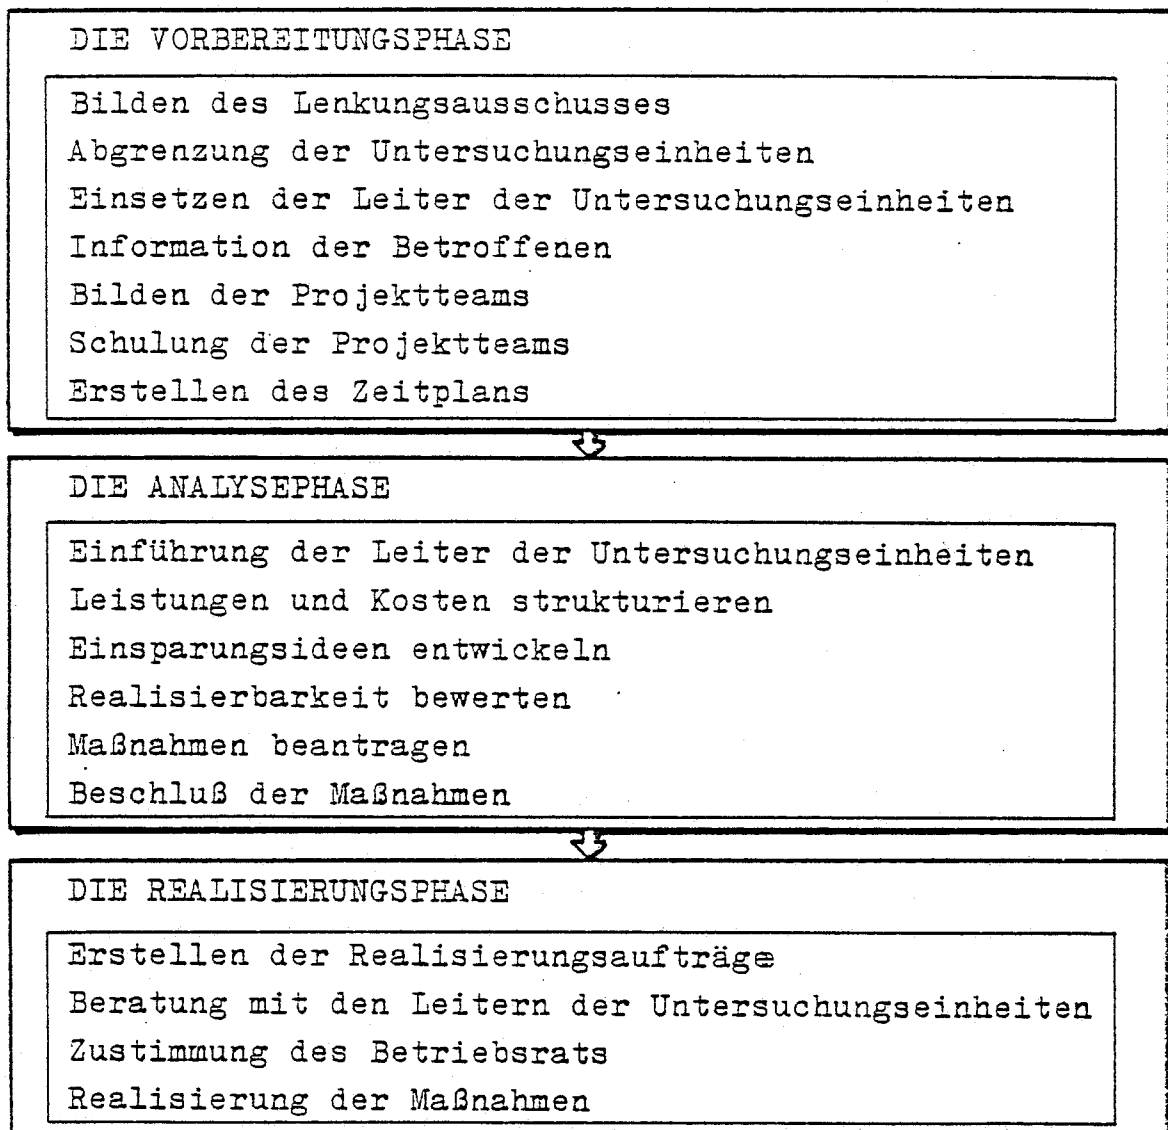 DIE VORBEREITUNGSPHASE
Bilden des Lenkungsausschusses
Abgrenzung der Untersuchungseinheiten
Einsetzen der Leiter der Untersuchungseinheiten
Information der Betroffenen
Bilden der Projektteams
Schulung der Projektteams
Erstellen des Zeitplans
DIE ANALYSEPHASE
Einführung der Leiter der Untersuchungseinheiten
Leistungen und Kosten strukturieren
Einsparungsideen entwickeln
Realisierbarkeit bewerten
Maßnahmen beantragen
Beschluß der Maßnahmen
DIE REALISIERUNGSPHASE
Erstellen der Realisierungsaufträge
Beratung mit den Leitern der Untersuchungseinheiten
Zustimmung des Betriebsrats
Realisierung der Maßnahmen